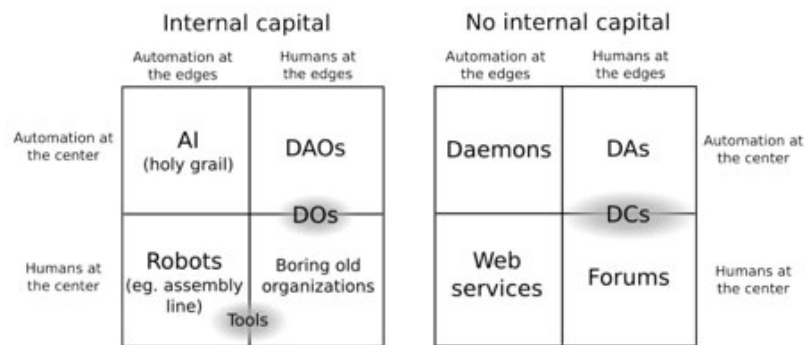 Internal capital
No internal capital
Automation at
the edges
Humans at
the edges
Automation at
the edges
Humans at
the edges
Automation at
the center
AI
(holy grail)
DAOs
Daemons
DAs
Automation at
the center
DOs
DCs
Humans at
the center
Robots
(eg. assembly
line)
Boring old
organizations
Tools
Web
services
Forums
Humans at
the center